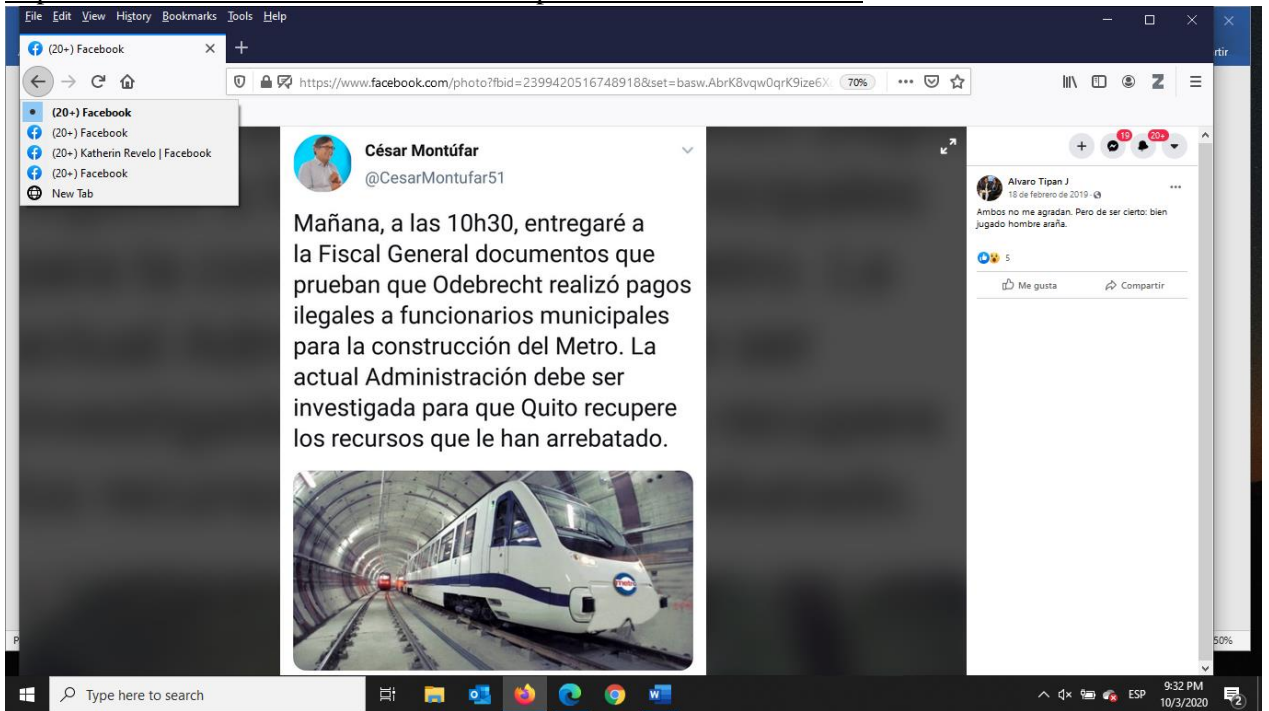 File Edit View History Bookmarks Tools Help
(20+) Facebook
rtir
https://www.facebook.com/photo?fbid=2399420516748918&set=basw.AbrK8vqw0qrK9ize6X
70%
(20+) Facebook
(20+) Facebook
(20+) Katherin Revelo | Facebook
(20+) Facebook
New Tab
César Montúfar
@CesarMontufar51
Mañana, a las 10h30, entregaré a
la Fiscal General documentos que
prueban que Odebrecht realizó pagos
ilegales a funcionarios municipales
para la construcción del Metro. La
actual Administración debe ser
investigada para que Quito recupere
los recursos que le han arrebatado.
metro
19 20+
Alvaro Tipan J
18 de febrero de 2019
Ambos no me agradan. Pero de ser cierto: bien
jugado hombre araña.
5
Me gusta Compartir
P
50%
Type here to search
ESP
9:32 PM
10/3/2020
2